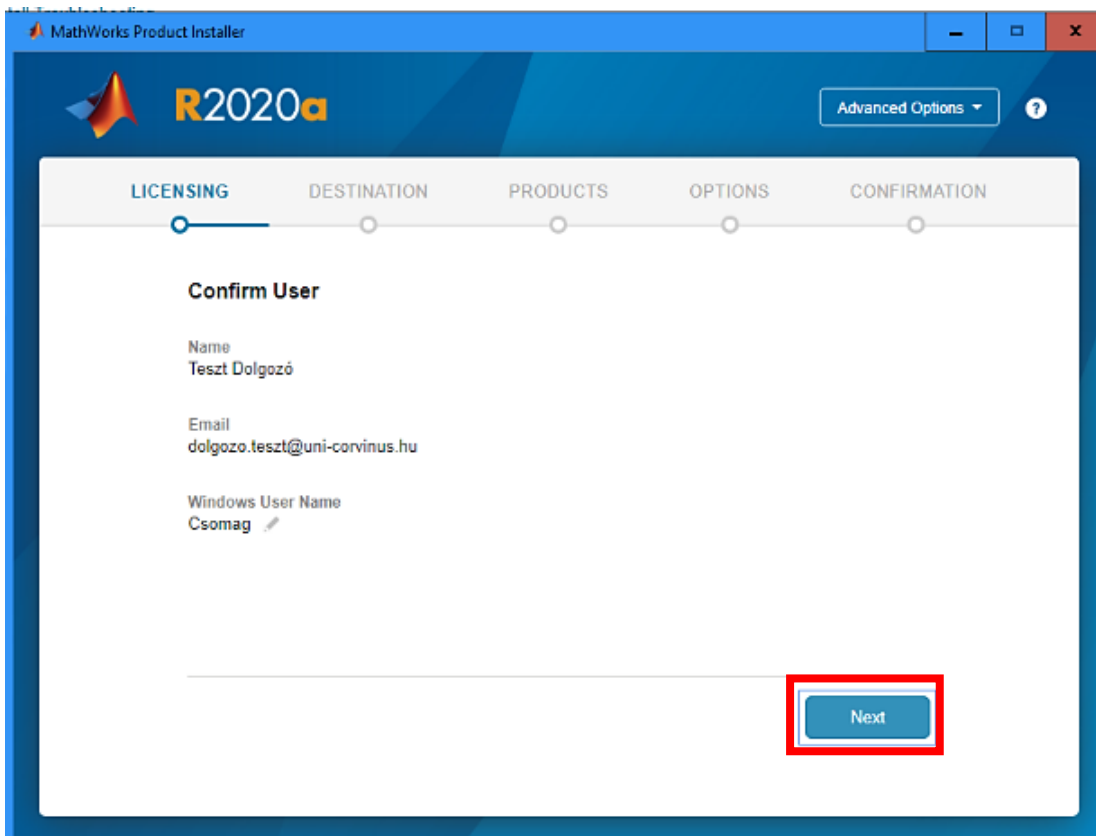 MathWorks Product Installer
R2020a
Advanced Options
?
LICENSING DESTINATION PRODUCTS OPTIONS CONFIRMATION
Confirm User
Name
Teszt Dolgozó
Email
dolgozo.teszt@uni-corvinus.hu
Windows User Name
Csomag
Next